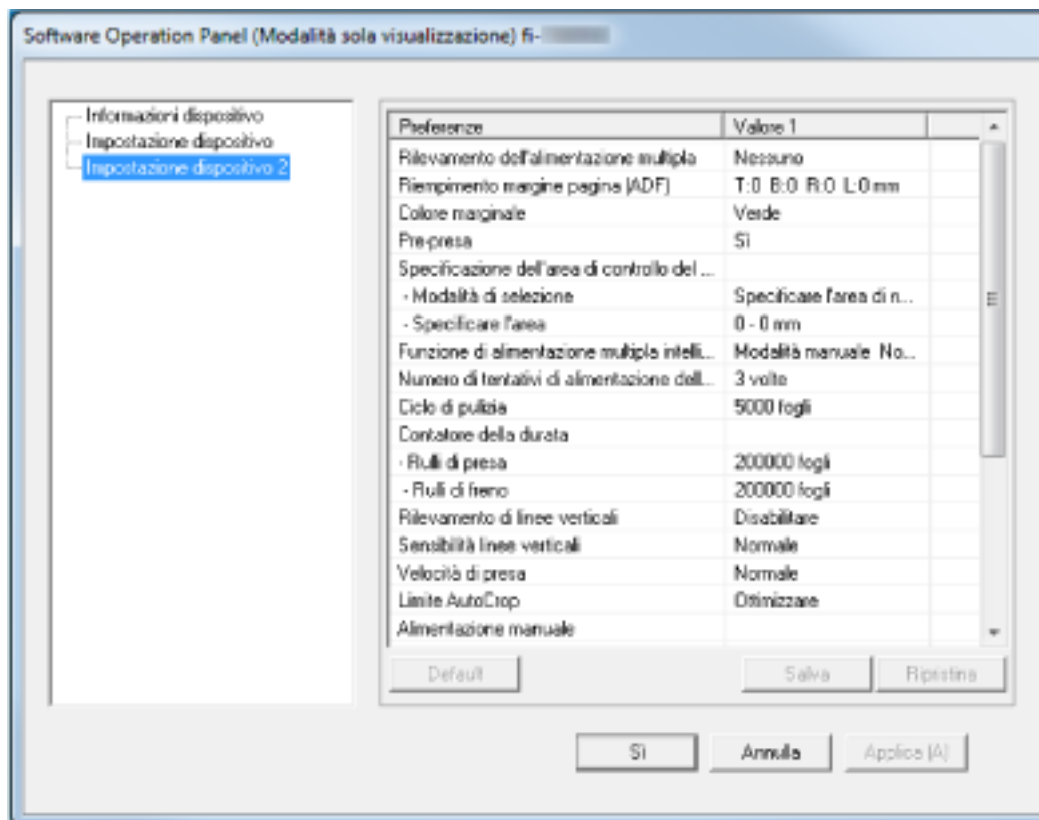 Software Operation Panel (Modalità sola visualizzazione) fi-
Informazioni dispositivo
Impostazione dispositivo
Impostazione dispositivo 2
Preferenze Valore 1
Rilevamento dell'alimentazione multipla Nessuno
Riempimento margine pagina (ADF) T:0 B:0 R:0 L:0 mm
Colore marginale Verde
Pre-presa Sì
Specificazione dell'area di controllo del ...
- Modalità di selezione Specificare l'area di n...
- Specificare l'area 0 - 0 mm
Funzione di alimentazione multipla intelli... Modalità manuale No...
Numero di tentativi di alimentazione dell... 3 volte
Ciclo di pulizia 5000 fogli
Contatore della durata
- Rulli di presa 200000 fogli
- Rulli di freno 200000 fogli
Rilevamento di linee verticali Disabilitare
Sensibilità linee verticali Normale
Velocità di presa Normale
Limite AutoCrop Ottimizzare
Alimentazione manuale
Default Salva Ripristina
Sì Annulla Applica (A)